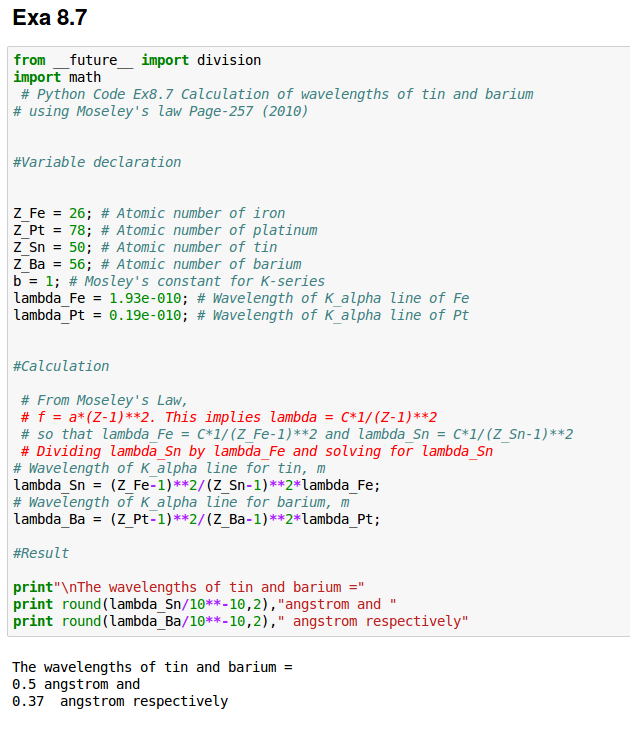 Exa 8.7
from __future__ import division
import math
 # Python Code Ex8.7 Calculation of wavelengths of tin and barium
# using Moseley's law Page-257 (2010)
#Variable declaration
Z_Fe = 26; # Atomic number of iron
Z_Pt = 78; # Atomic number of platinum
Z_Sn = 50; # Atomic number of tin
Z_Ba = 56; # Atomic number of barium
b = 1; # Mosley's constant for K-series
lambda_Fe = 1.93e-010; # Wavelength of K_alpha line of Fe
lambda_Pt = 0.19e-010; # Wavelength of K_alpha line of Pt
#Calculation
 # From Moseley's Law,
 # f = a*(Z-1)**2. This implies lambda = C*1/(Z-1)**2
 # so that lambda_Fe = C*1/(Z_Fe-1)**2 and lambda_Sn = C*1/(Z_Sn-1)**2
 # Dividing lambda_Sn by lambda_Fe and solving for lambda_Sn
# Wavelength of K_alpha line for tin, m
lambda_Sn = (Z_Fe-1)**2/(Z_Sn-1)**2*lambda_Fe;
# Wavelength of K_alpha line for barium, m
lambda_Ba = (Z_Pt-1)**2/(Z_Ba-1)**2*lambda_Pt;
#Result
print"\nThe wavelengths of tin and barium ="
print round(lambda_Sn/10**-10,2),"angstrom and "
print round(lambda_Ba/10**-10,2)," angstrom respectively"
The wavelengths of tin and barium =
0.5 angstrom and
0.37  angstrom respectively